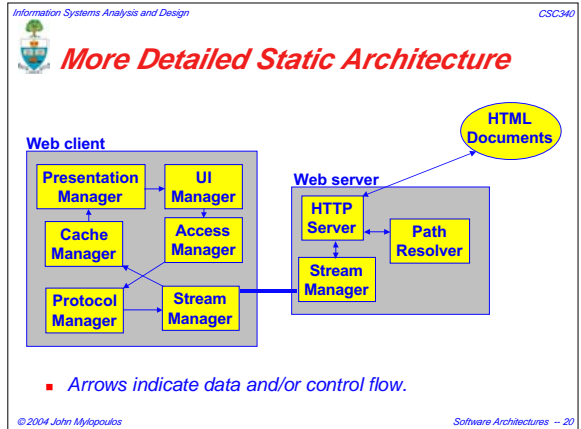 Information Systems Analysis and Design CSC340
More Detailed Static Architecture
HTML
Documents
Web client
Presentation
Manager
UI
Manager
Cache
Manager
Access
Manager
Protocol
Manager
Stream
Manager
Web server
HTTP
Server
Path
Resolver
Stream
Manager
Arrows indicate data and/or control flow.
© 2004 John Mylopoulos Software Architectures -- 20